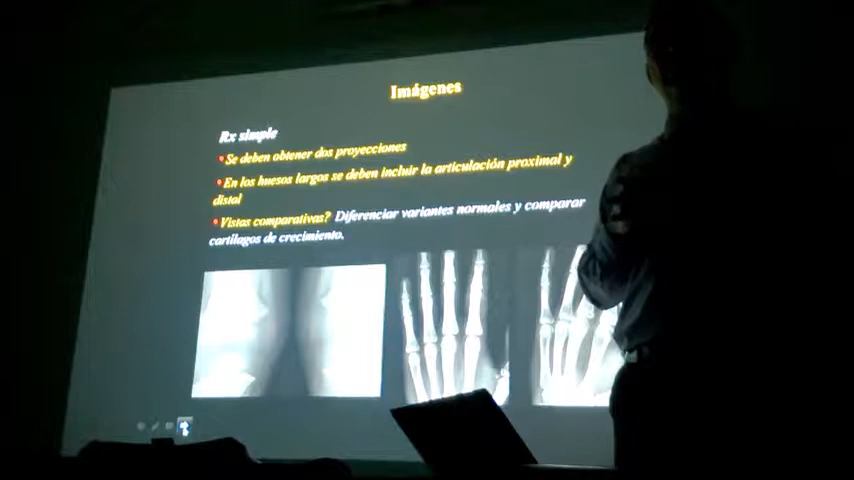 Imágenes
Rx simple
Se deben obtener dos proyecciones
En los huesos largos se deben incluir la articulación proximal y
distal
Vistas comparativas? Diferenciar variantes normales y comparar
cartílagos de crecimiento.